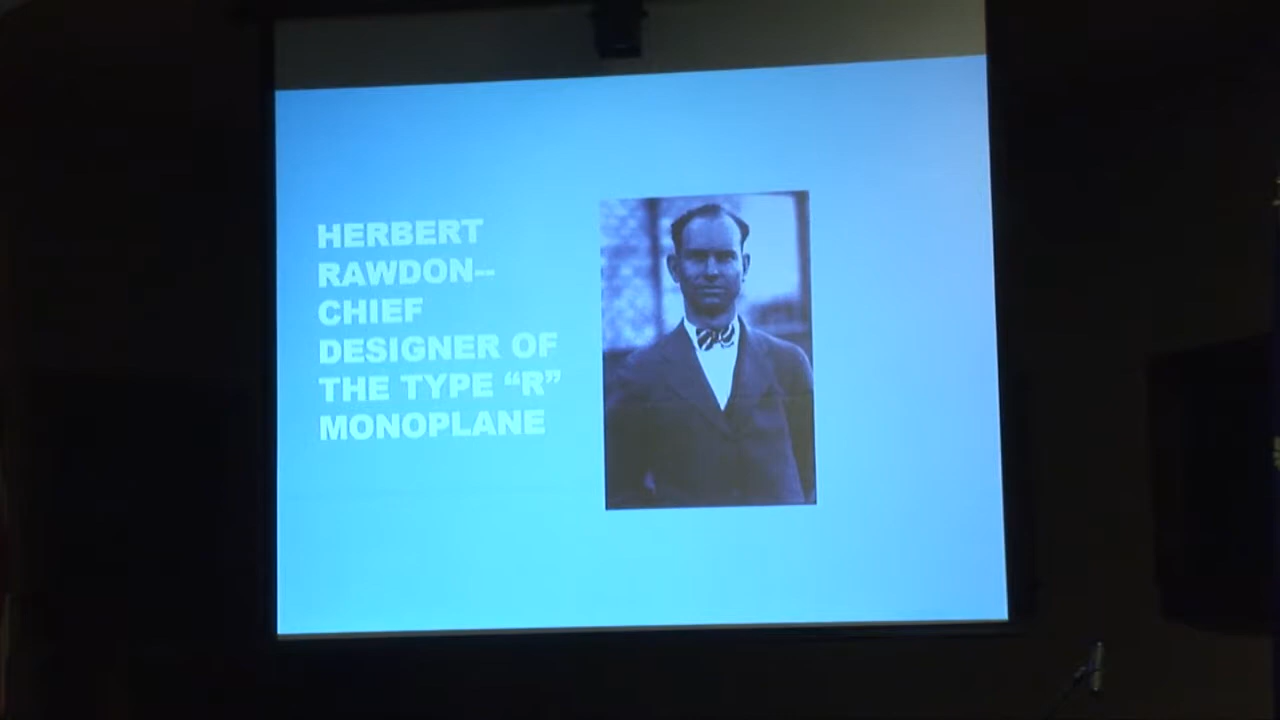 HERBERT
RAWDON--
CHIEF
DESIGNER OF
THE TYPE “R”
MONOPLANE